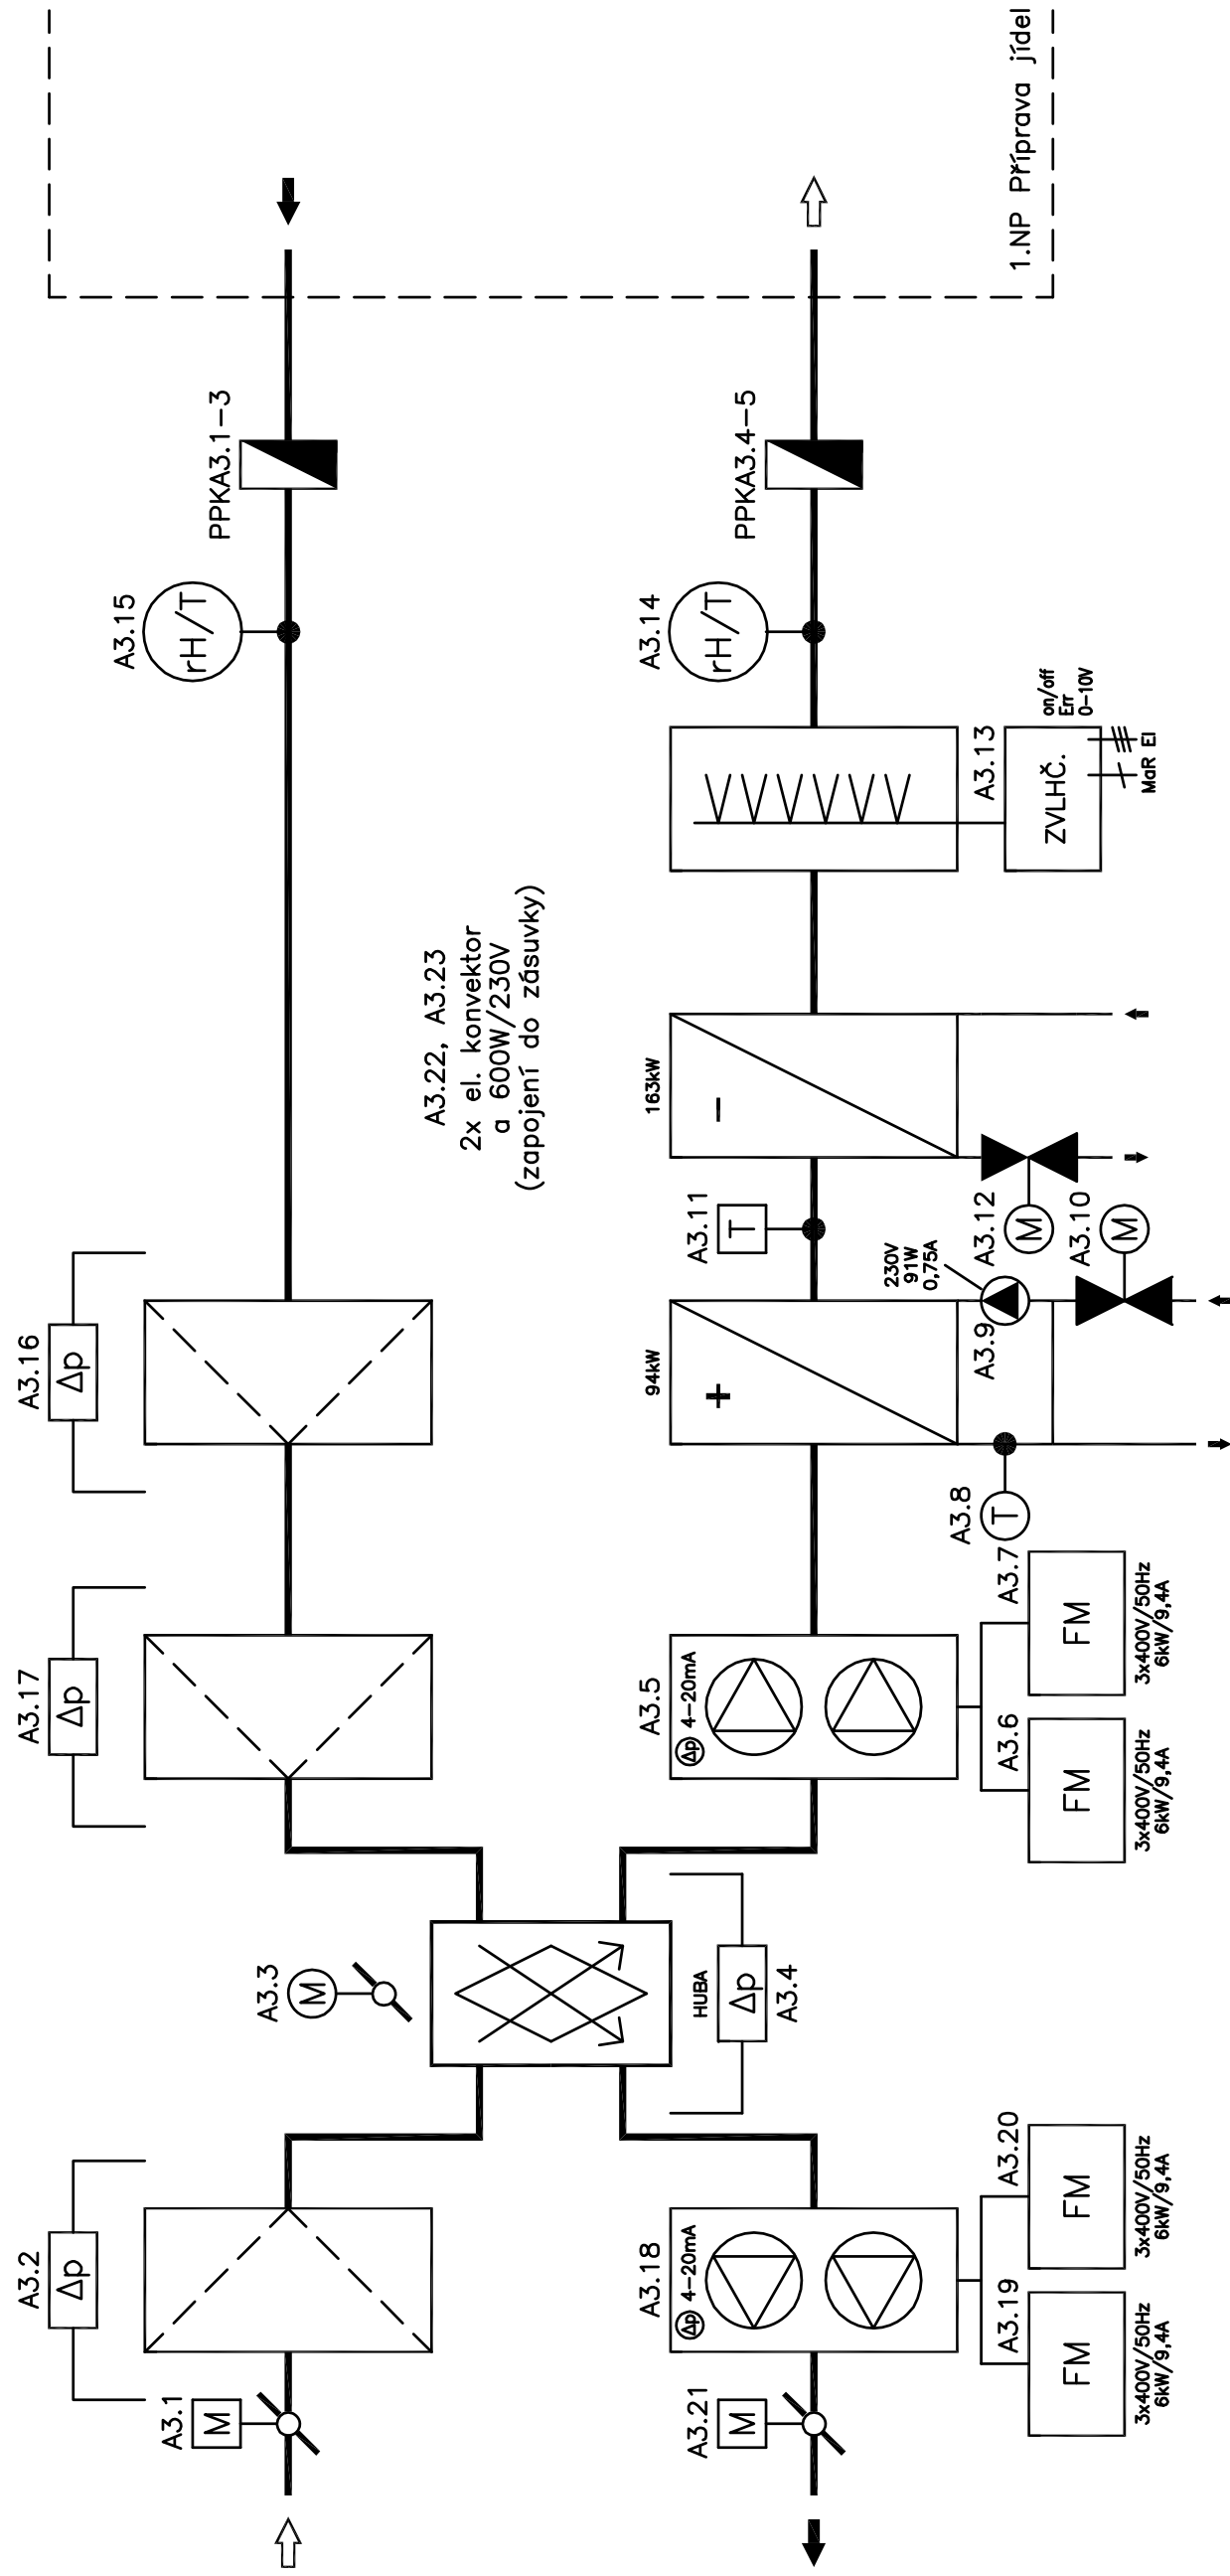 A3.1
M
A3.2
Δp
A3.3
M
HUBA
Δp
A3.4
A3.17
Δp
A3.16
Δp
A3.22, A3.23
2x el. konvektor
a 600W/230V
(zapojení do zásuvky)
A3.15
rH/T
PPKA3.1-3
1.NP Příprava jídel
A3.21
M
A3.18
Δp 4-20mA
A3.19
FM
3x400V/50Hz
6kW/9,4A
A3.20
FM
3x400V/50Hz
6kW/9,4A
A3.5
Δp 4-20mA
A3.6
FM
3x400V/50Hz
6kW/9,4A
A3.7
FM
3x400V/50Hz
6kW/9,4A
A3.8
T
94kW
+
A3.9
230V
91W
0,75A
A3.10
M
A3.11
T
A3.12
M
163kW
-
A3.13
ZVLHČ.
on/off
Err
0-10V
MaR El
A3.14
rH/T
PPKA3.4-5